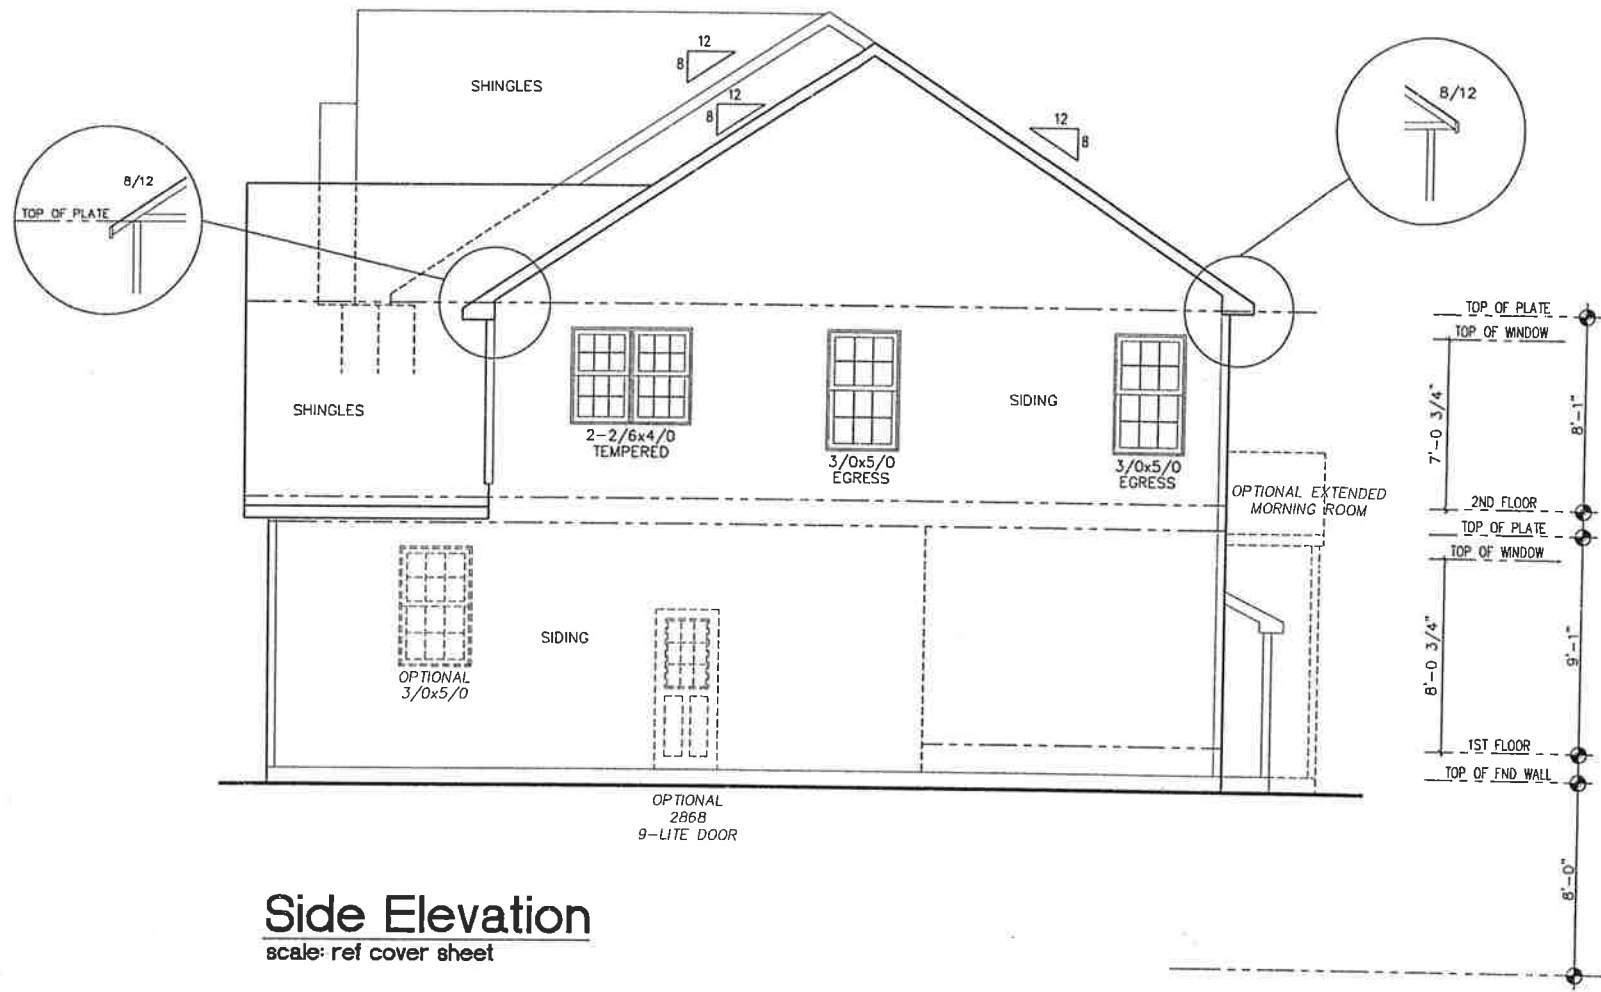 SHINGLES
12
8
12
8
12
8
8/12
8/12
TOP OF PLATE
SHINGLES
2-2/6x4/0
TEMPERED
3/0x5/0
EGRESS
SIDING
3/0x5/0
EGRESS
OPTIONAL EXTENDED
MORNING ROOM
TOP OF PLATE
TOP OF WINDOW
7'-0 3/4"
8'-1"
2ND FLOOR
TOP OF PLATE
TOP OF WINDOW
8'-0 3/4"
9'-1"
1ST FLOOR
TOP OF FND WALL
8'-0"
OPTIONAL
3/0x5/0
SIDING
OPTIONAL
2868
9-LITE DOOR
Side Elevation
scale: ref cover sheet